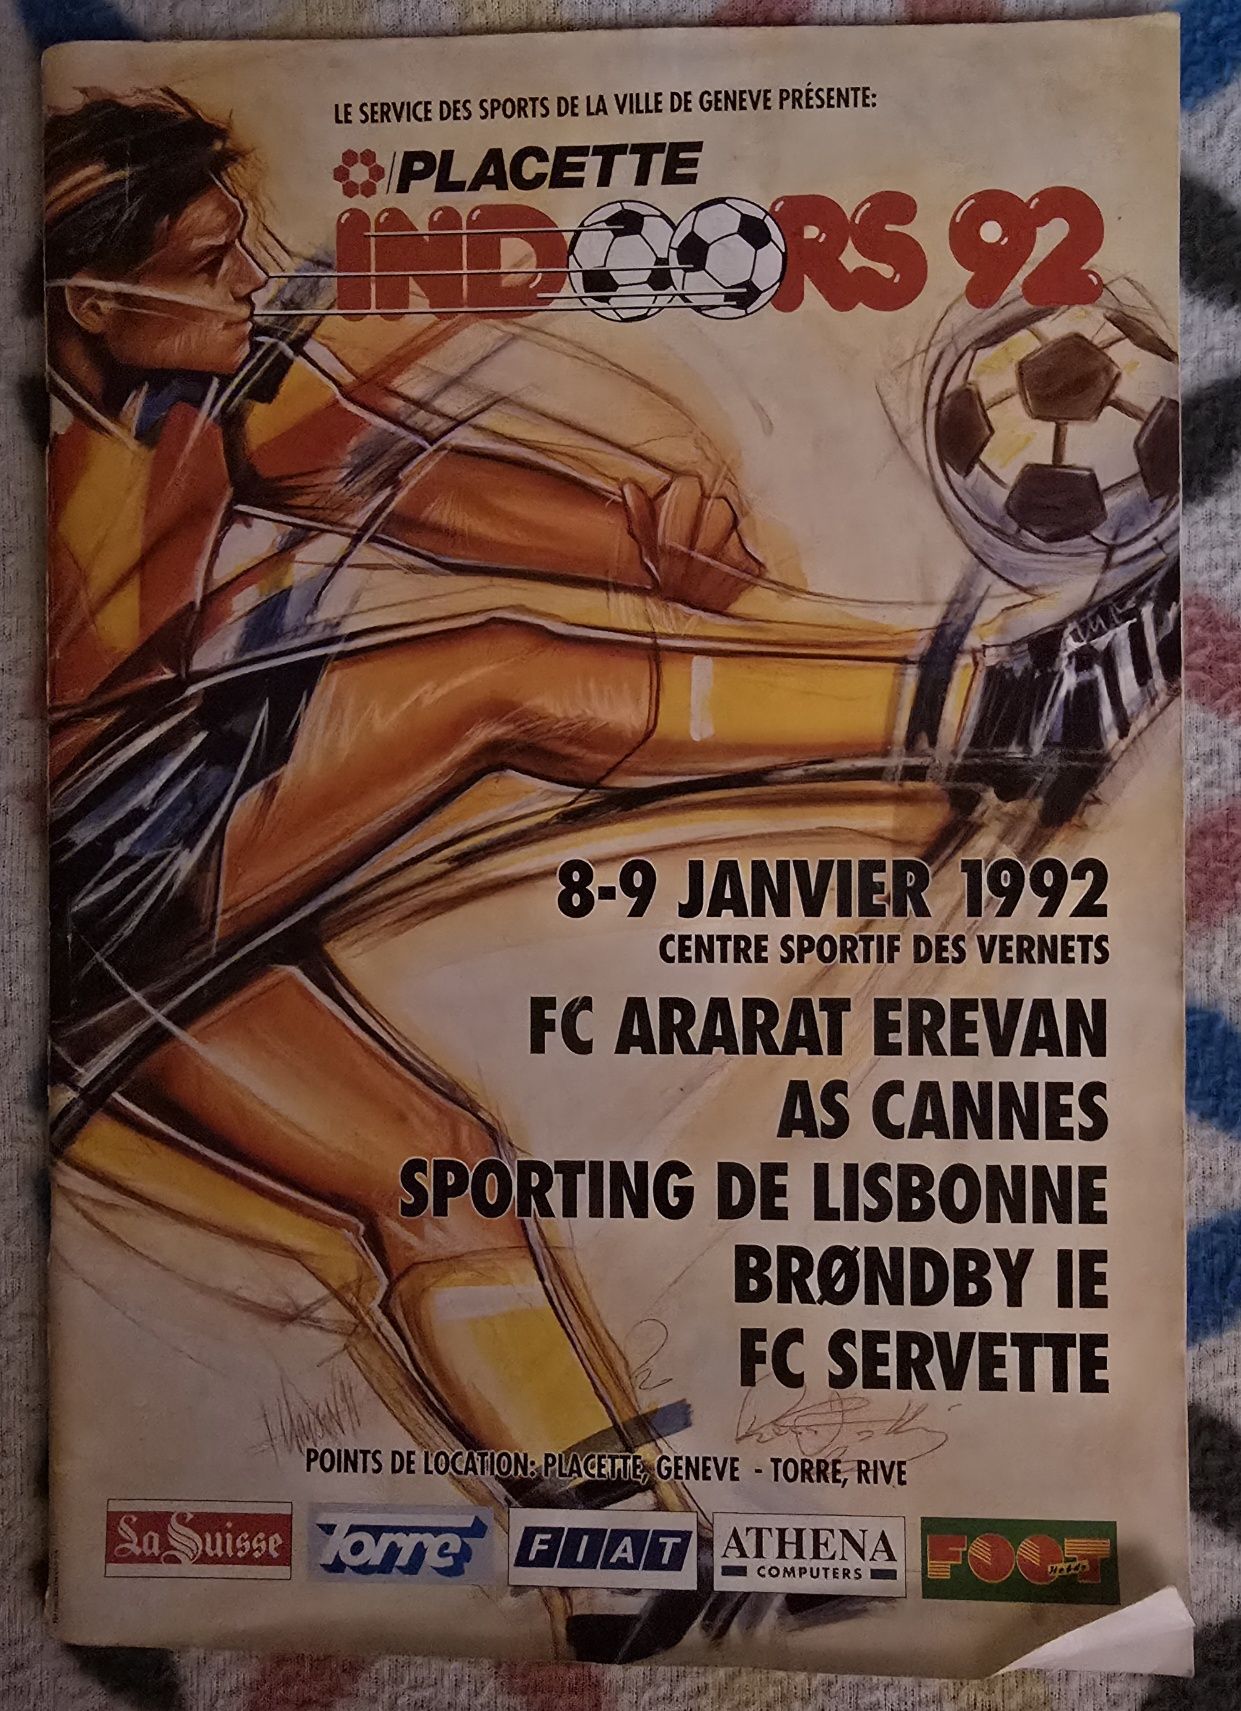 LE SERVICE DES SPORTS DE LA VILLE DE GENEVE PRÉSENTE:
PLACETTE
INDOORS 92
8-9 JANVIER 1992
CENTRE SPORTIF DES VERNETS
FC ARARAT EREVAN
AS CANNES
SPORTING DE LISBONNE
BRØNDBY IE
FC SERVETTE
POINTS DE LOCATION: PLACETTE, GENEVE - TORRE, RIVE
La Suisse
Torre
FIAT
ATHENA
COMPUTERS
FOOT